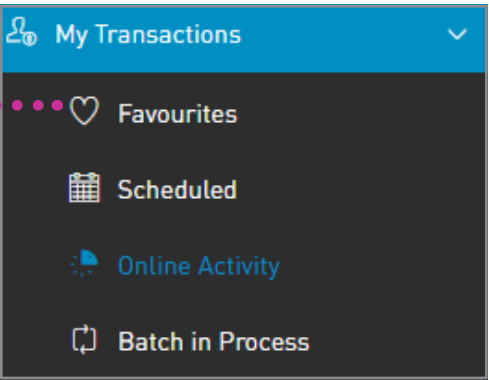 My Transactions
Favourites
Scheduled
Online Activity
Batch in Process